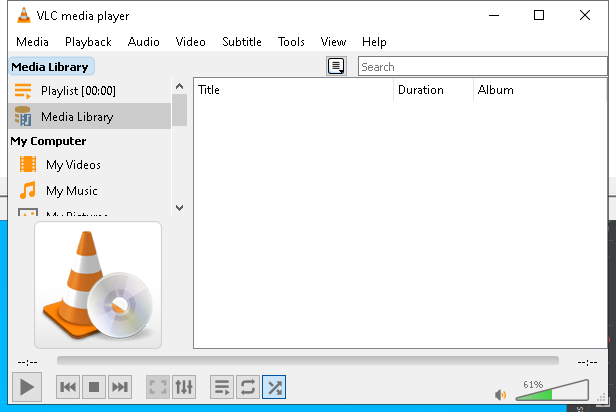 VLC media player
Media Playback Audio Video Subtitle Tools View Help
Media Library
Search
Playlist [00:00]
Title Duration Album
Media Library
My Computer
My Videos
My Music
My Pictures
--:-- --:--
61%